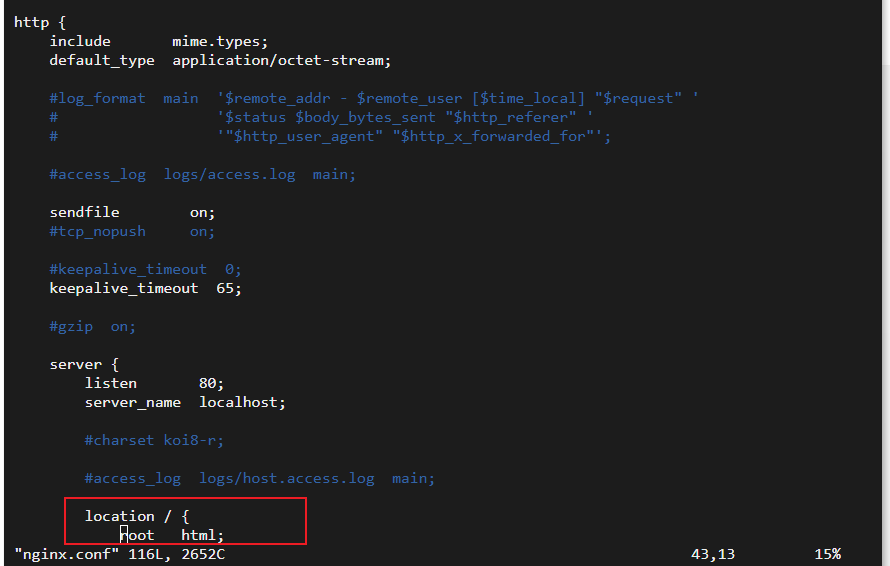 http {
    include       mime.types;
    default_type  application/octet-stream;
    #log_format  main  '$remote_addr - $remote_user [$time_local] "$request" '
    #                  '$status $body_bytes_sent "$http_referer" '
    #                  '"$http_user_agent" "$http_x_forwarded_for"';
    #access_log  logs/access.log  main;
    sendfile        on;
    #tcp_nopush     on;
    #keepalive_timeout  0;
    keepalive_timeout  65;
    #gzip  on;
    server {
        listen       80;
        server_name  localhost;
        #charset koi8-r;
        #access_log  logs/host.access.log  main;
        location / {
            root   html;
"nginx.conf" 116L, 2652C 43,13 15%